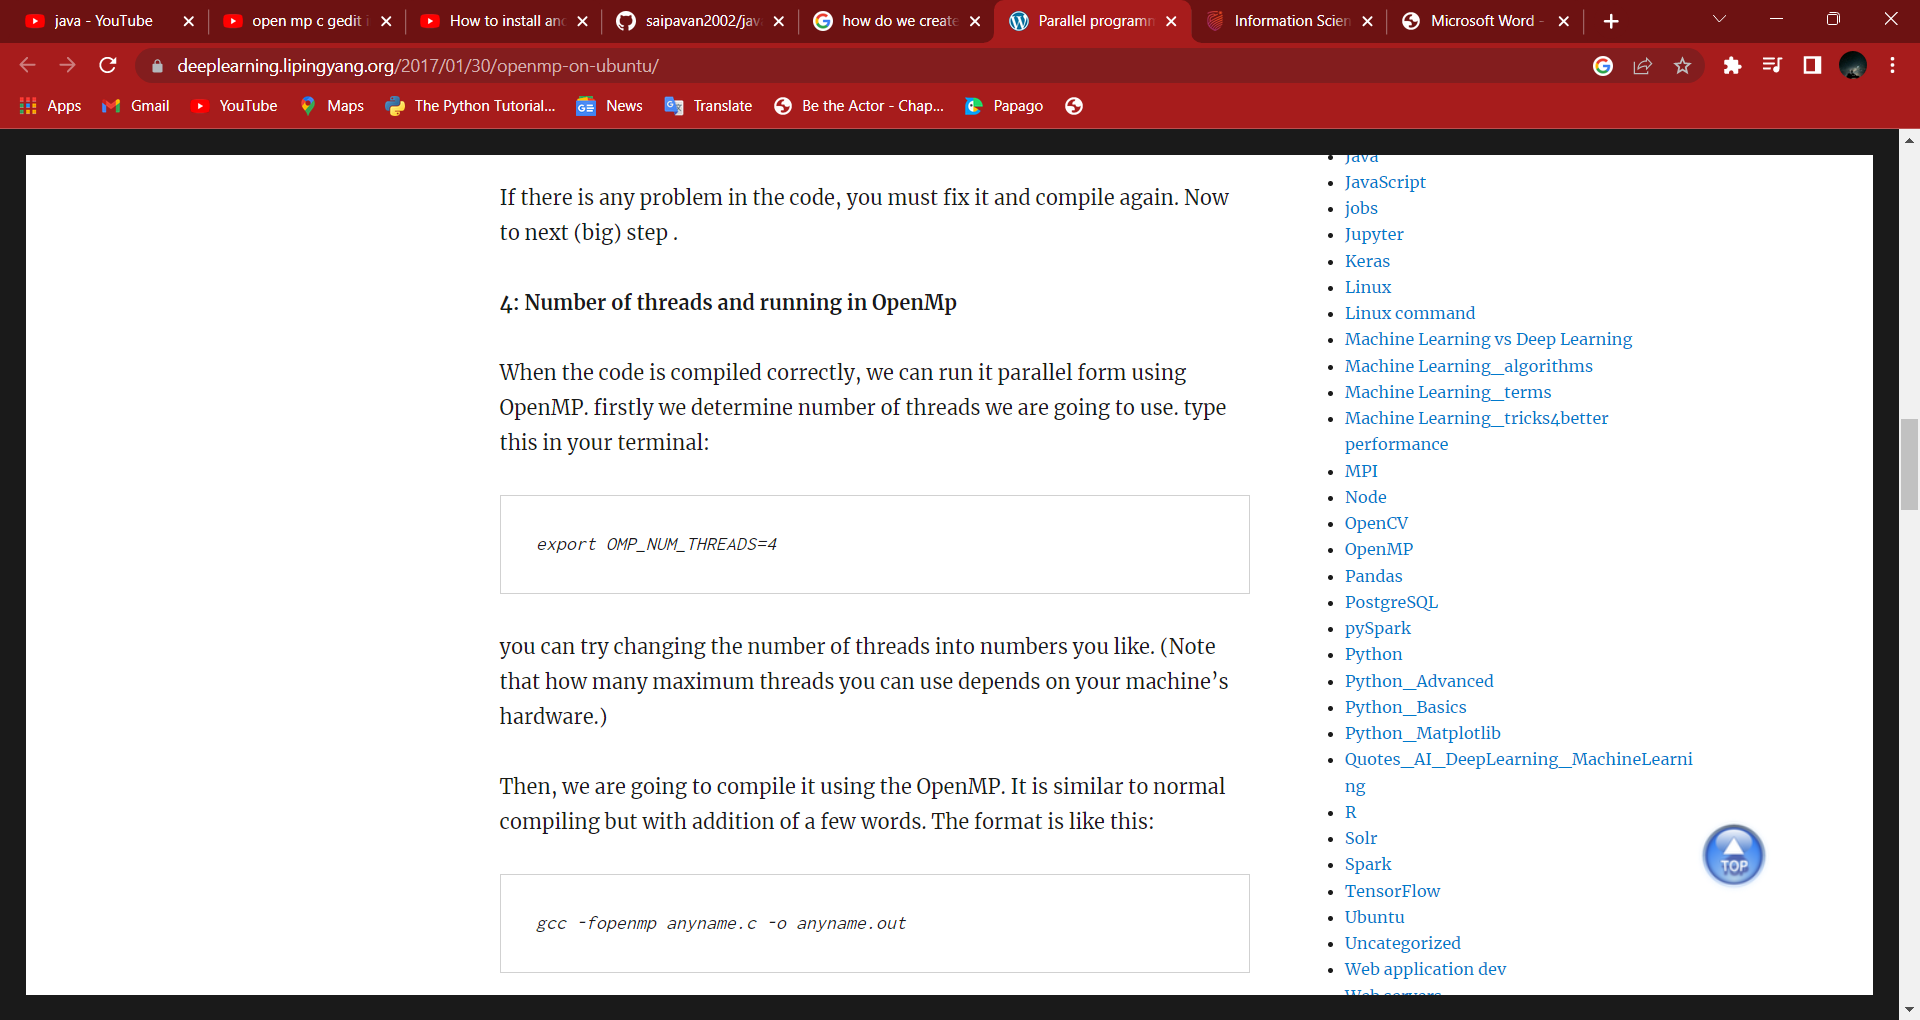 java - YouTube
open mp c gedit i
How to install and
saipavan2002/jav
how do we create
Parallel programm
Information Scien
Microsoft Word -
deeplearning.lipingyang.org/2017/01/30/openmp-on-ubuntu/
Apps
Gmail
YouTube
Maps
The Python Tutorial...
News
Translate
Be the Actor - Chap...
Papago
If there is any problem in the code, you must fix it and compile again. Now
to next (big) step .
4: Number of threads and running in OpenMp
When the code is compiled correctly, we can run it parallel form using
OpenMP. firstly we determine number of threads we are going to use. type
this in your terminal:
export OMP_NUM_THREADS=4
you can try changing the number of threads into numbers you like. (Note
that how many maximum threads you can use depends on your machine’s
hardware.)
Then, we are going to compile it using the OpenMP. It is similar to normal
compiling but with addition of a few words. The format is like this:
gcc -fopenmp anyname.c -o anyname.out
Java
JavaScript
jobs
Jupyter
Keras
Linux
Linux command
Machine Learning vs Deep Learning
Machine Learning_algorithms
Machine Learning_terms
Machine Learning_tricks4better
performance
MPI
Node
OpenCV
OpenMP
Pandas
PostgreSQL
pySpark
Python
Python_Advanced
Python_Basics
Python_Matplotlib
Quotes_AI_DeepLearning_MachineLearni
ng
R
Solr
Spark
TensorFlow
Ubuntu
Uncategorized
Web application dev
Web servers
TOP